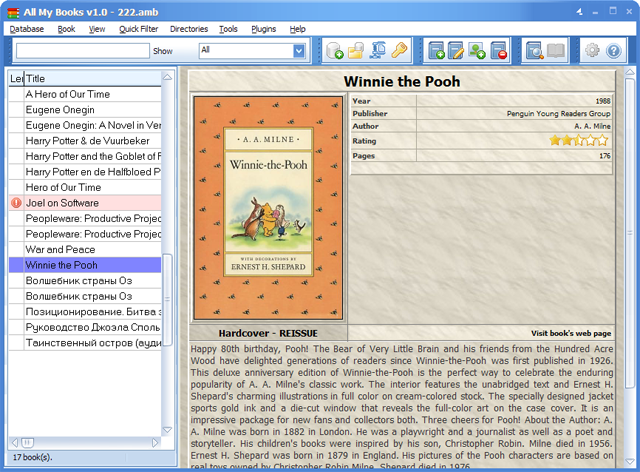 All My Books v1.0 - 222.amb
Database Book View Quick Filter Directories Tools Plugins Help
Show All
Title
A Hero of Our Time
Eugene Onegin
Eugene Onegin: A Novel in Ver
Harry Potter & de Vuurbeker
Harry Potter and the Goblet of F
Harry Potter en de Halfbloed P
Hero of Our Time
Joel on Software
Peopleware: Productive Projec
Peopleware: Productive Projec
War and Peace
Winnie the Pooh
Волшебник страны Оз
Волшебник страны Оз
Позиционирование. Битва з
Руководство Джоэла Споль
Таинственный остров (ауди
17 book(s).
Winnie the Pooh
· A. A. MILNE ·
Winnie-the-Pooh
WITH DECORATIONS BY
ERNEST H. SHEPARD
Year 1988
Publisher Penguin Young Readers Group
Author A. A. Milne
Rating
Pages 176
Hardcover - REISSUE
Visit book's web page
Happy 80th birthday, Pooh! The Bear of Very Little Brain and his friends from the Hundred Acre
Wood have delighted generations of readers since Winnie-the-Pooh was first published in 1926.
This deluxe anniversary edition of Winnie-the-Pooh is the perfect way to celebrate the enduring
popularity of A. A. Milne's classic work. The interior features the unabridged text and Ernest H.
Shepard's charming illustrations in full color on cream-colored stock. The specially designed jacket
sports gold ink and a die-cut window that reveals the full-color art on the case cover. It is an
impressive package for new fans and collectors both. Three cheers for Pooh! About the Author: A.
A. Milne was born in 1882 in London. He was a playwright and a journalist as well as a poet and
storyteller. His children's books were inspired by his son, Christopher Robin. Milne died in 1956.
Ernest H. Shepard was born in 1879 in England. His pictures of the Pooh characters are based on
real toys owned by Christopher Robin Milne. Shepard died in 1976.